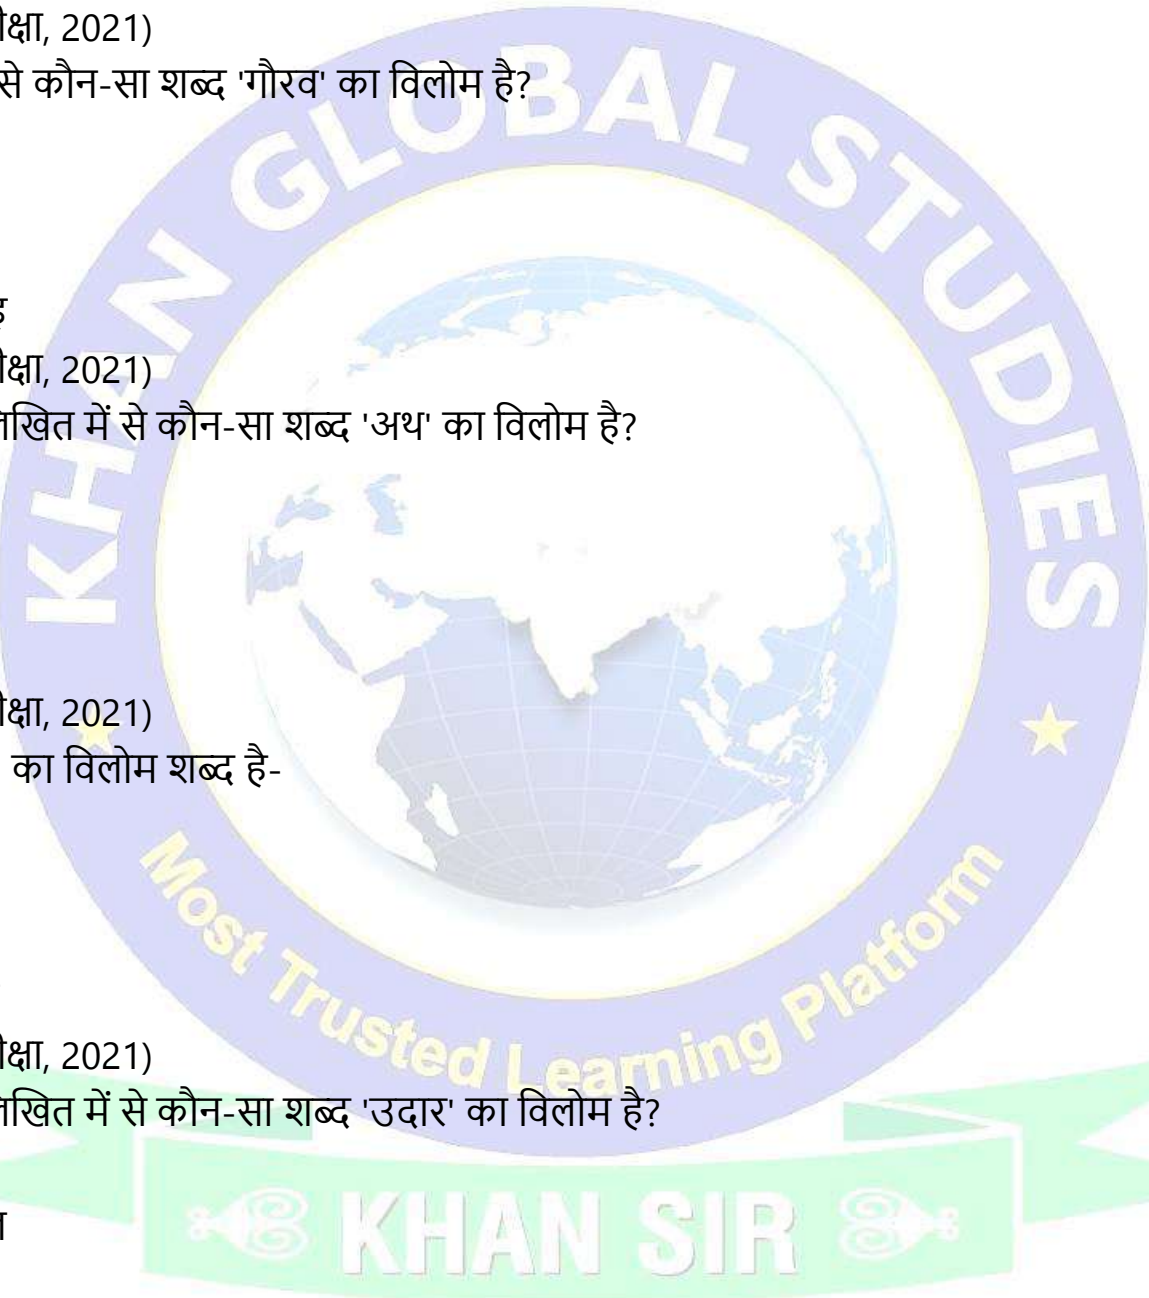 ीक्षा, 2021)
से कौन-सा शब्द 'गौरव' का विलोम है?
ह
ीक्षा, 2021)
लिखित में से कौन-सा शब्द 'अथ' का विलोम है?
ीक्षा, 2021)
का विलोम शब्द है-
ीक्षा, 2021)
लिखित में से कौन-सा शब्द 'उदार' का विलोम है?
KHAN GLOBAL STUDIES
Most Trusted Learning Platform
KHAN SIR